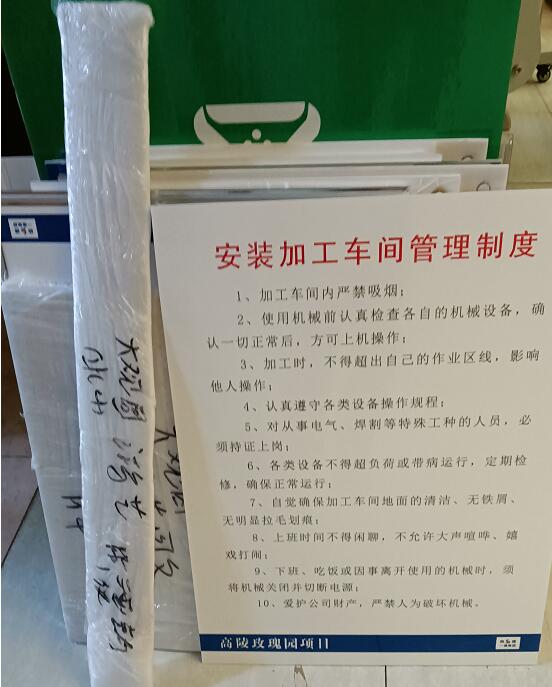 安装加工车间管理制度
1、加工车间内严禁吸烟;
2、使用机械前认真检查各自的机械设备，确
认一切正常后，方可上机操作;
3、加工时，不得超出自己的作业区线，影响
他人操作;
4、认真遵守各类设备操作规程;
5、对从事电气、焊割等特殊工种的人员，必
须持证上岗;
6、各类设备不得超负荷或带病运行，定期检
修，确保正常运行;
7、自觉确保加工车间地面的清洁、无铁屑、
无明显拉毛划痕;
8、上班时间不得闲聊，不允许大声喧哗、嬉
戏打闹;
9、下班、吃饭或因事离开使用的机械时，须
将机械关闭并切断电源;
10、爱护公司财产，严禁人为破坏机械。
高陵玫瑰园项目